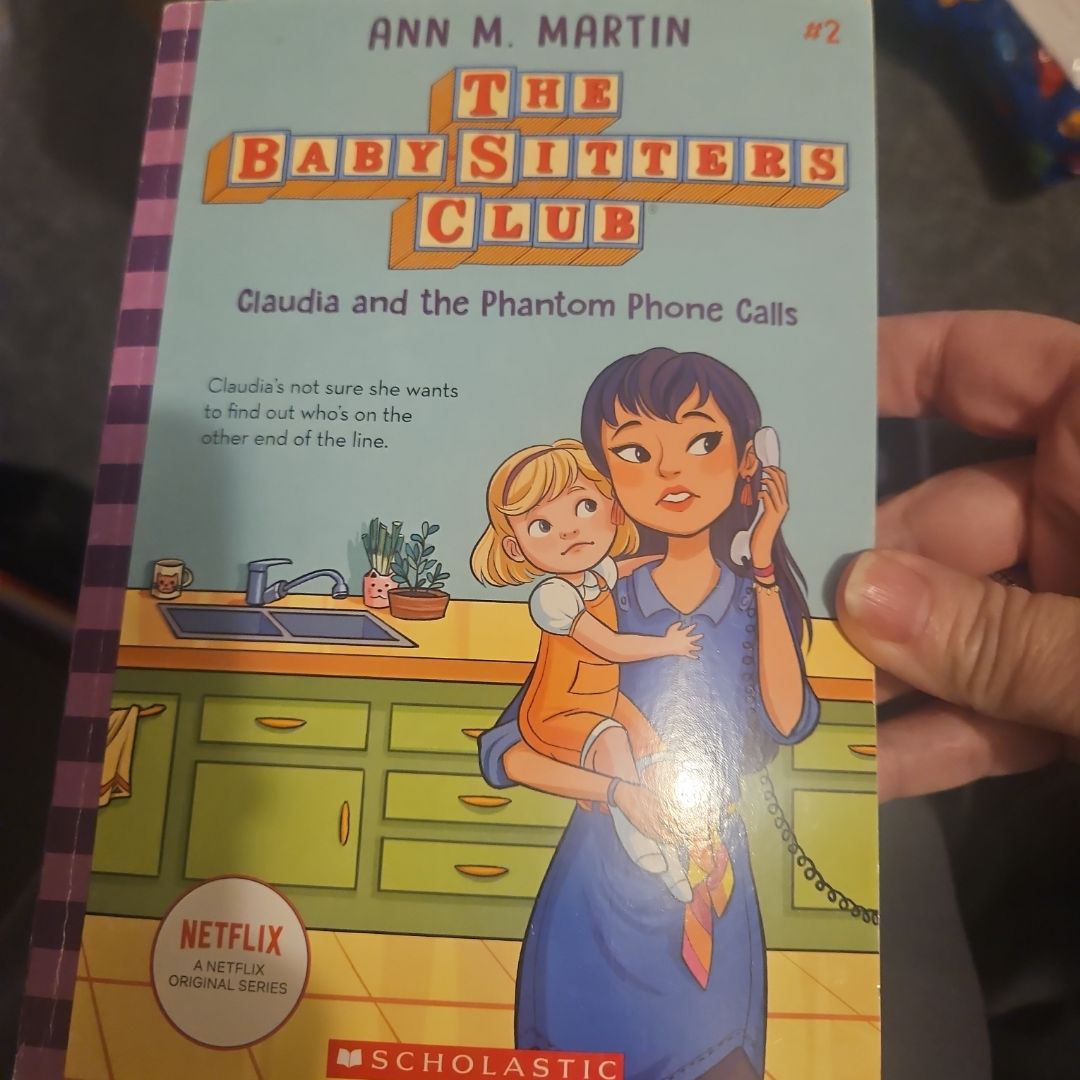 ANN M. MARTIN
#2
THE
BABY SITTERS
CLUB®
Claudia and the Phantom Phone Calls
Claudia's not sure she wants
to find out who's on the
other end of the line.
NETFLIX
A NETFLIX
ORIGINAL SERIES
SCHOLASTIC